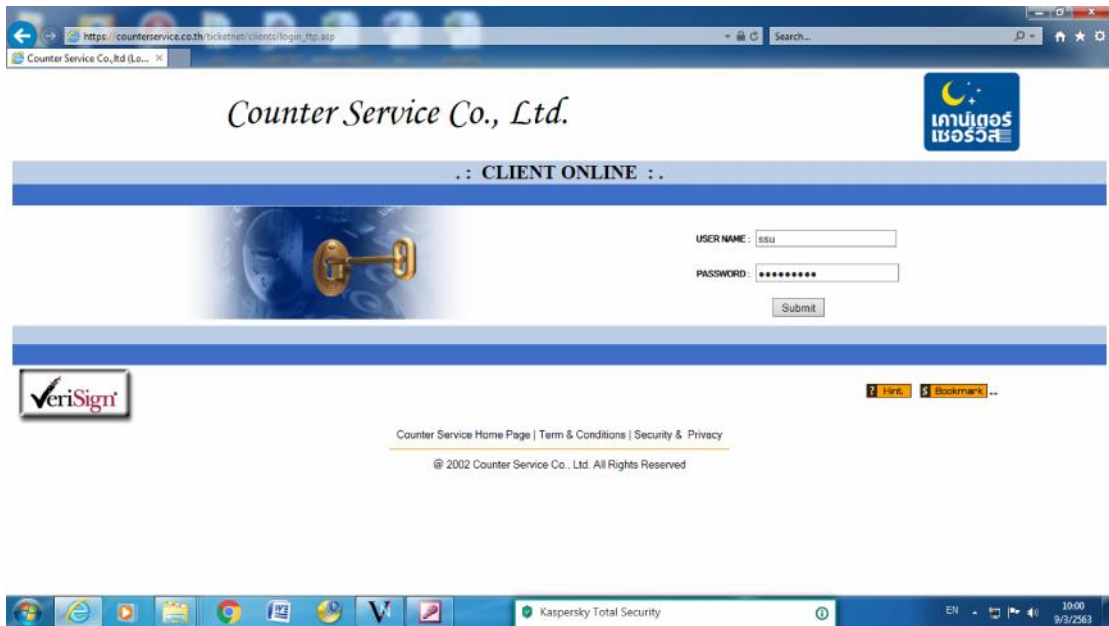 https://counterservice.co.th/ticketnet/clients/login_ftp.asp
Search...
Counter Service Co.,ltd (Lo...
Counter Service Co., Ltd.
เคาน์เตอร์
เซอร์วิส
.: CLIENT ONLINE :.
USER NAME : ssu
PASSWORD : •••••••••
Submit
VeriSign
? Hint.
$ Bookmark ..
Counter Service Home Page | Term & Conditions | Security & Privacy
@ 2002 Counter Service Co., Ltd. All Rights Reserved
Kaspersky Total Security
EN
10:00
9/3/2563